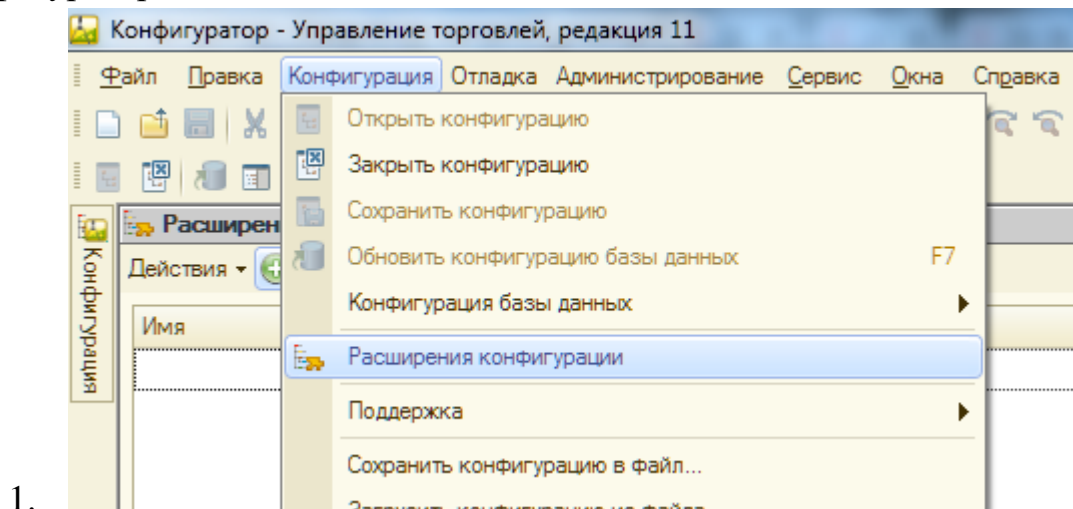 Конфигуратор - Управление торговлей, редакция 11
Файл Правка Конфигурация Отладка Администрирование Сервис Окна Справка
Открыть конфигурацию
Закрыть конфигурацию
Сохранить конфигурацию
Обновить конфигурацию базы данных F7
Конфигурация базы данных
Расширения конфигурации
Поддержка
Сохранить конфигурацию в файл...
Конфигурация
Расширен
Действия
Имя
1.